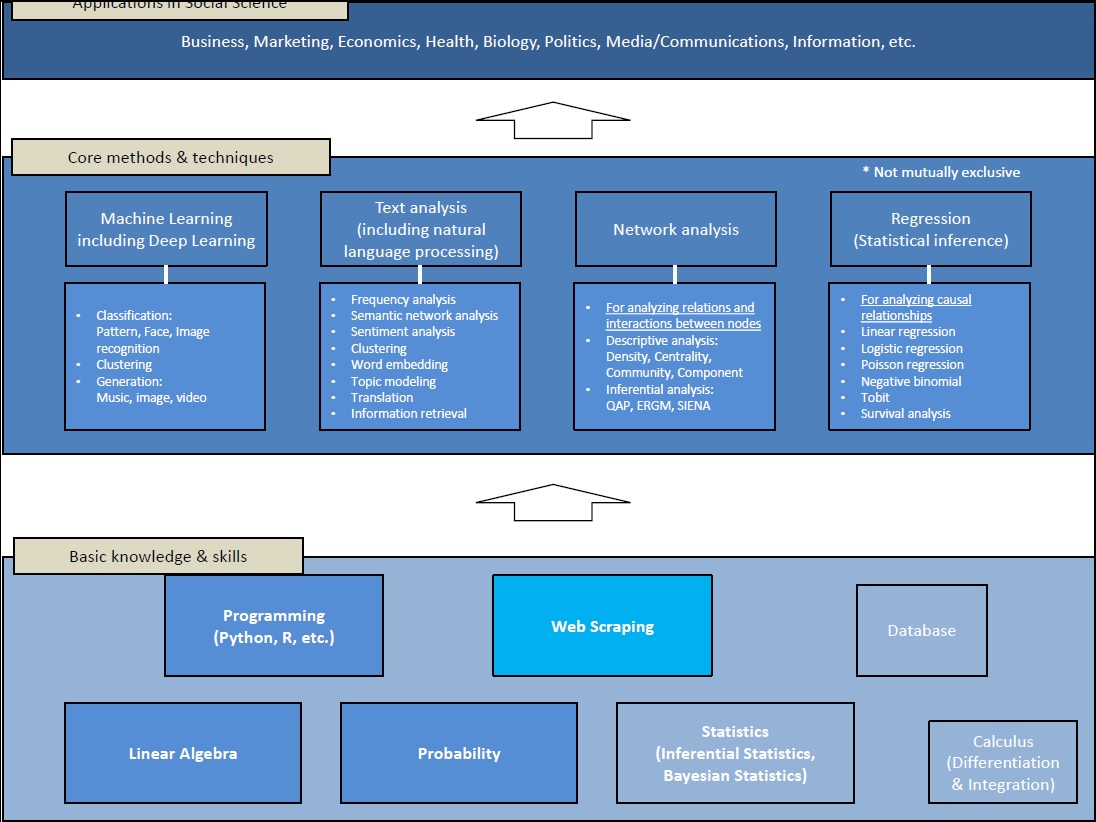 Applications in Social Science
Business, Marketing, Economics, Health, Biology, Politics, Media/Communications, Information, etc.
Core methods & techniques
* Not mutually exclusive
Machine Learning
including Deep Learning
Text analysis
(including natural
language processing)
Network analysis
Regression
(Statistical inference)
• Classification:
Pattern, Face, Image
recognition
• Clustering
• Generation:
Music, image, video
• Frequency analysis
• Semantic network analysis
• Sentiment analysis
• Clustering
• Word embedding
• Topic modeling
• Translation
• Information retrieval
• For analyzing relations and
interactions between nodes
• Descriptive analysis:
Density, Centrality,
Community, Component
• Inferential analysis:
QAP, ERGM, SIENA
• For analyzing causal
relationships
• Linear regression
• Logistic regression
• Poisson regression
• Negative binomial
• Tobit
• Survival analysis
Basic knowledge & skills
Programming
(Python, R, etc.)
Web Scraping
Database
Linear Algebra
Probability
Statistics
(Inferential Statistics,
Bayesian Statistics)
Calculus
(Differentiation
& Integration)